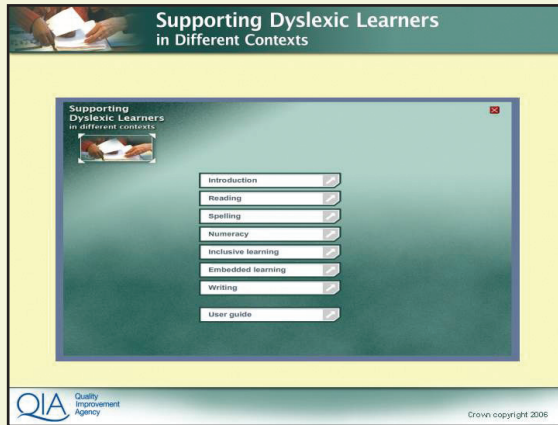 Supporting Dyslexic Learners
in Different Contexts
Supporting
Dyslexic Learners
in different contexts
Introduction
Reading
Spelling
Numeracy
Inclusive learning
Embedded learning
Writing
User guide
QIA
Quality
Improvement
Agency
Crown copyright 2006